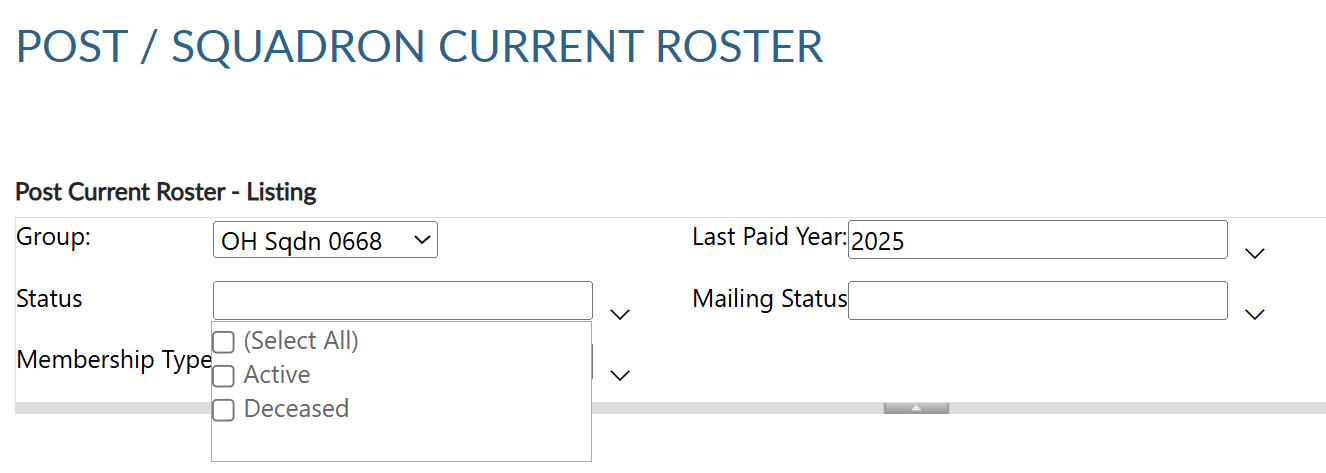 POST / SQUADRON CURRENT ROSTER
Post Current Roster - Listing
Group: OH Sqdn 0668 Last Paid Year: 2025
Status Mailing Status
(Select All)
Membership Type
Active
Deceased